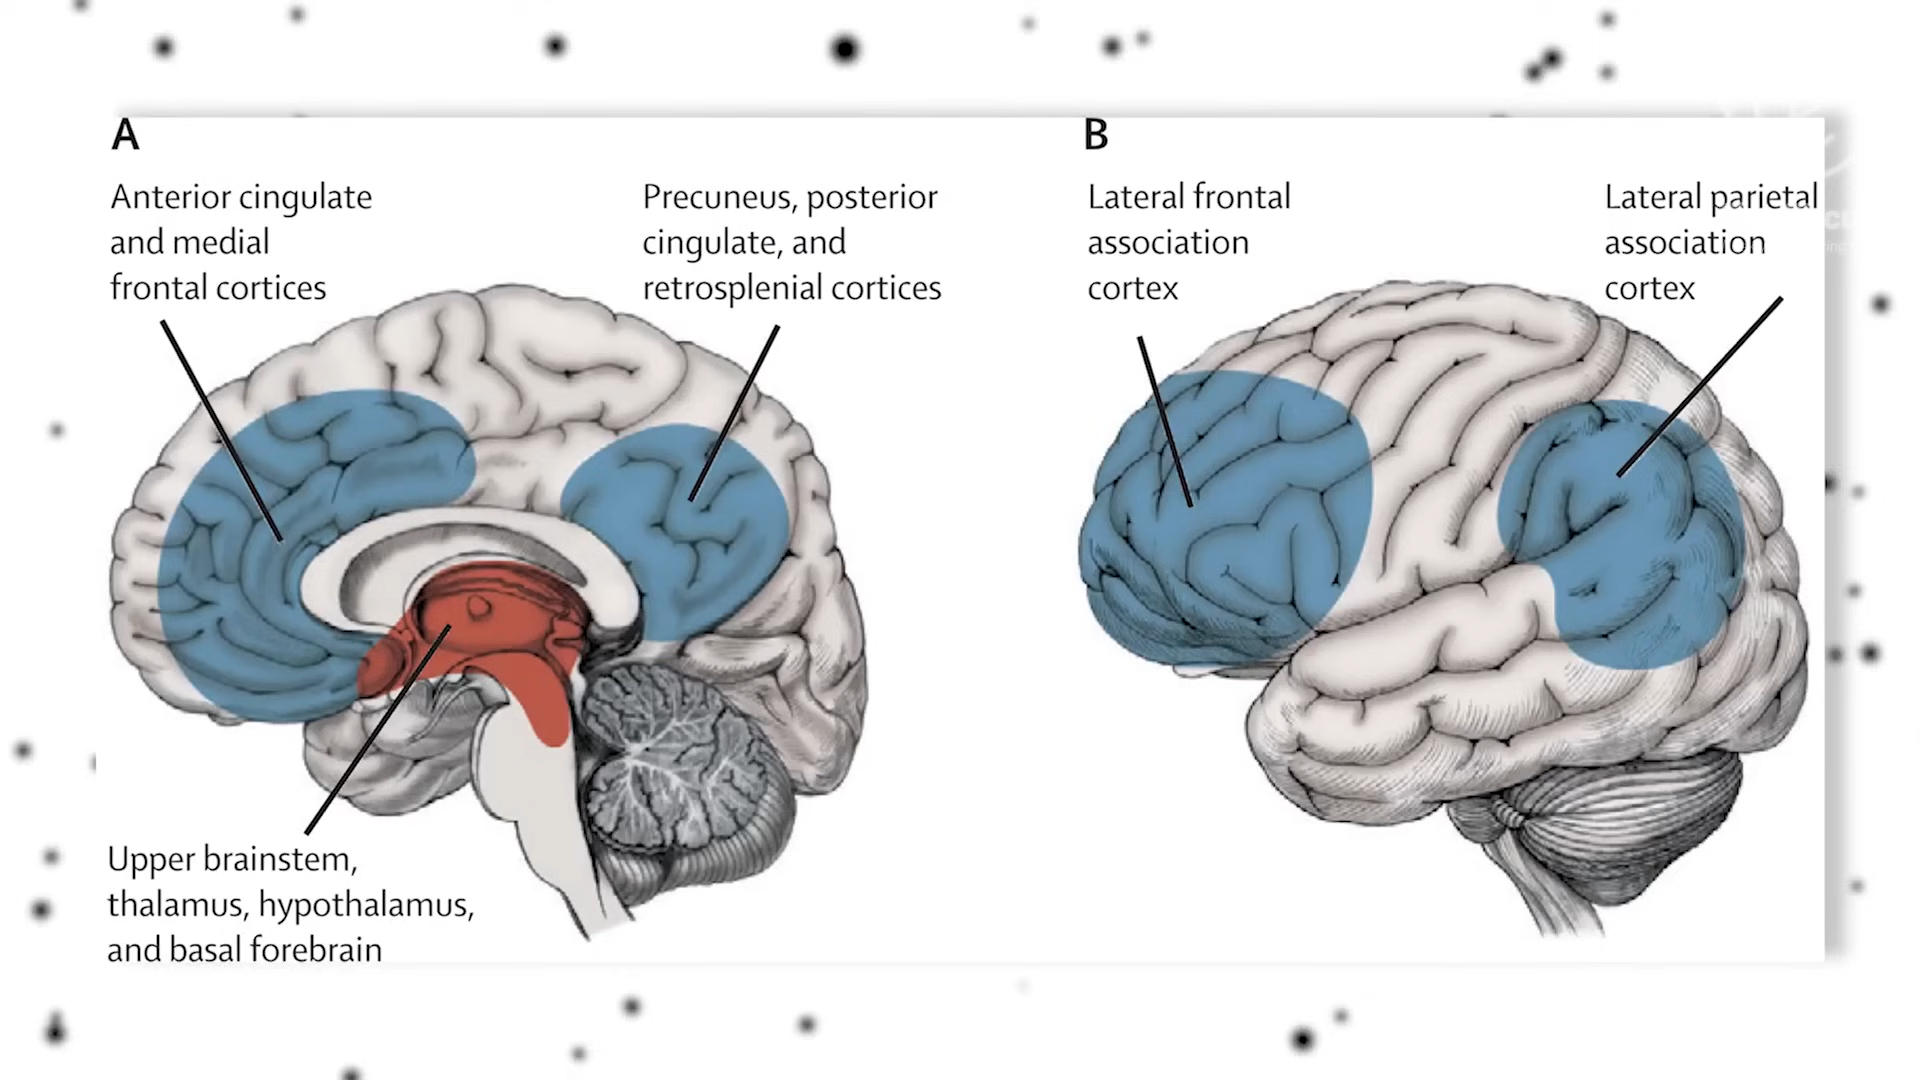 A
Anterior cingulate
and medial
frontal cortices
Precuneus, posterior
cingulate, and
retrosplenial cortices
Upper brainstem,
thalamus, hypothalamus,
and basal forebrain
B
Lateral frontal
association
cortex
Lateral parietal
association
cortex